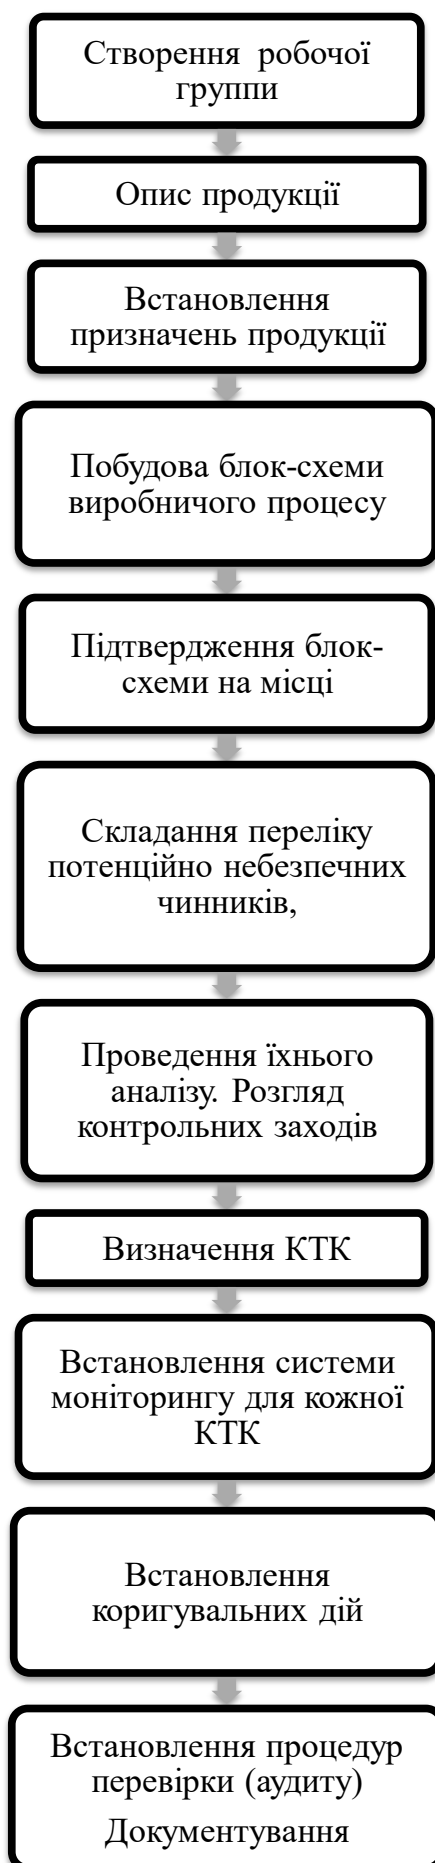 Створення робочої
группи
Опис продукції
Встановлення
призначень продукції
Побудова блок-схеми
виробничого процесу
Підтвердження блок-
схеми на місці
Складання переліку
потенційно небезпечних
чинників,
Проведення їхнього
аналізу. Розгляд
контрольних заходів
Визначення КТК
Встановлення системи
моніторингу для кожної
КТК
Встановлення
коригувальних дій
Встановлення процедур
перевірки (аудиту)
Документування